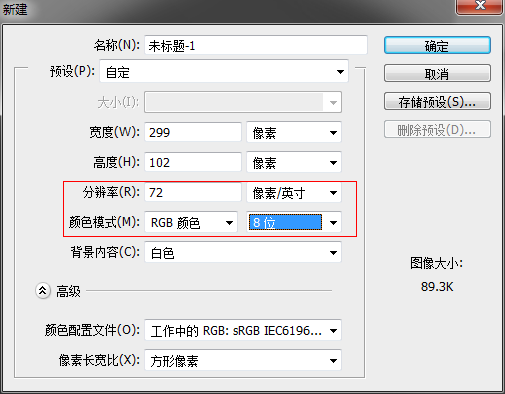 新建
名称(N): 未标题-1
确定
预设(P): 自定
取消
大小(I):
存储预设(S)...
宽度(W): 299 像素
删除预设(D)...
高度(H): 102 像素
分辨率(R): 72 像素/英寸
颜色模式(M): RGB 颜色 8 位
背景内容(C): 白色
图像大小:
89.3K
高级
颜色配置文件(O): 工作中的 RGB: sRGB IEC6196...
像素长宽比(X): 方形像素